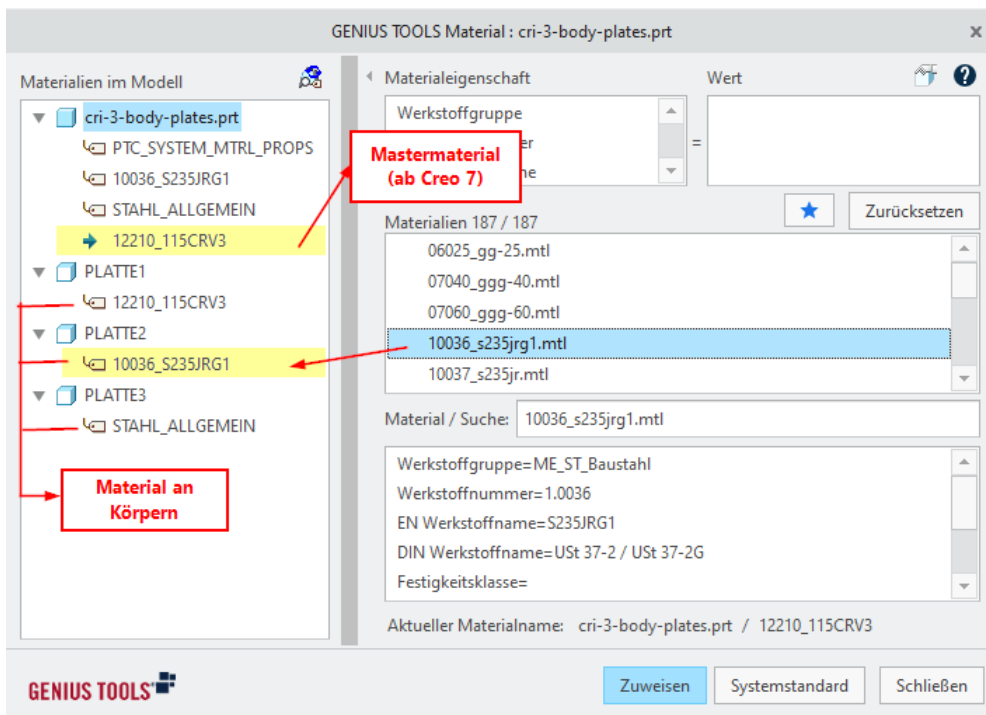 GENIUS TOOLS Material : cri-3-body-plates.prt
x
Materialien im Modell
cri-3-body-plates.prt
PTC_SYSTEM_MTRL_PROPS
10036_S235JRG1
STAHL_ALLGEMEIN
12210_115CRV3
PLATTE1
12210_115CRV3
PLATTE2
10036_S235JRG1
PLATTE3
STAHL_ALLGEMEIN
Material an
Körpern
Materialeigenschaft
Wert
?
Werkstoffgruppe
er
ne
=
Mastermaterial
(ab Creo 7)
Materialien 187 / 187
Zurücksetzen
06025_gg-25.mtl
07040_ggg-40.mtl
07060_ggg-60.mtl
10036_s235jrg1.mtl
10037_s235jr.mtl
Material / Suche: 10036_s235jrg1.mtl
Werkstoffgruppe=ME_ST_Baustahl
Werkstoffnummer=1.0036
EN Werkstoffname=S235JRG1
DIN Werkstoffname=USt 37-2 / USt 37-2G
Festigkeitsklasse=
Aktueller Materialname: cri-3-body-plates.prt / 12210_115CRV3
GENIUS TOOLS
Zuweisen
Systemstandard
Schließen